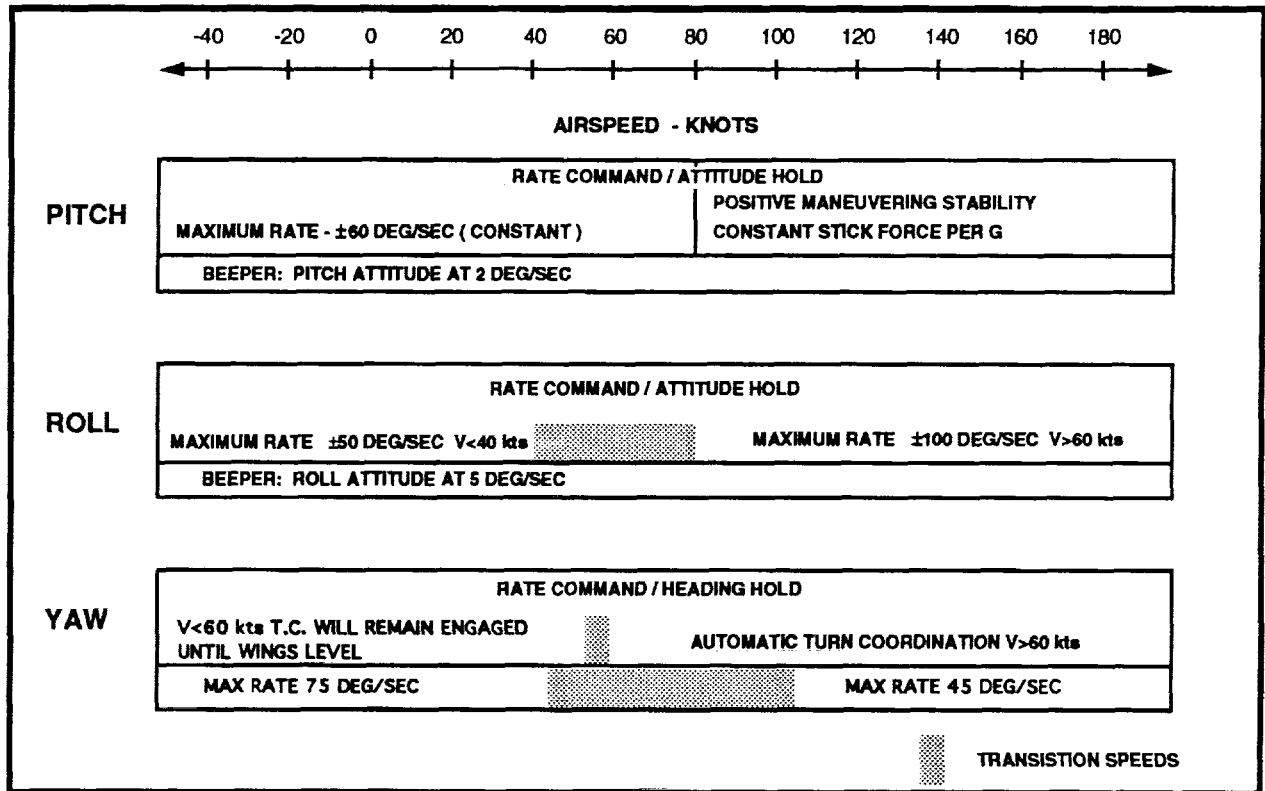 -40 -20 0 20 40 60 80 100 120 140 160 180
AIRSPEED - KNOTS
PITCH
RATE COMMAND / ATTITUDE HOLD
POSITIVE MANEUVERING STABILITY
MAXIMUM RATE - ±60 DEG/SEC ( CONSTANT )
CONSTANT STICK FORCE PER G
BEEPER: PITCH ATTITUDE AT 2 DEG/SEC
ROLL
RATE COMMAND / ATTITUDE HOLD
MAXIMUM RATE ±50 DEG/SEC V<40 kts
MAXIMUM RATE ±100 DEG/SEC V>60 kts
BEEPER: ROLL ATTITUDE AT 5 DEG/SEC
YAW
RATE COMMAND / HEADING HOLD
V<60 kts T.C. WILL REMAIN ENGAGED
UNTIL WINGS LEVEL
AUTOMATIC TURN COORDINATION V>60 kts
MAX RATE 75 DEG/SEC
MAX RATE 45 DEG/SEC
TRANSISTION SPEEDS